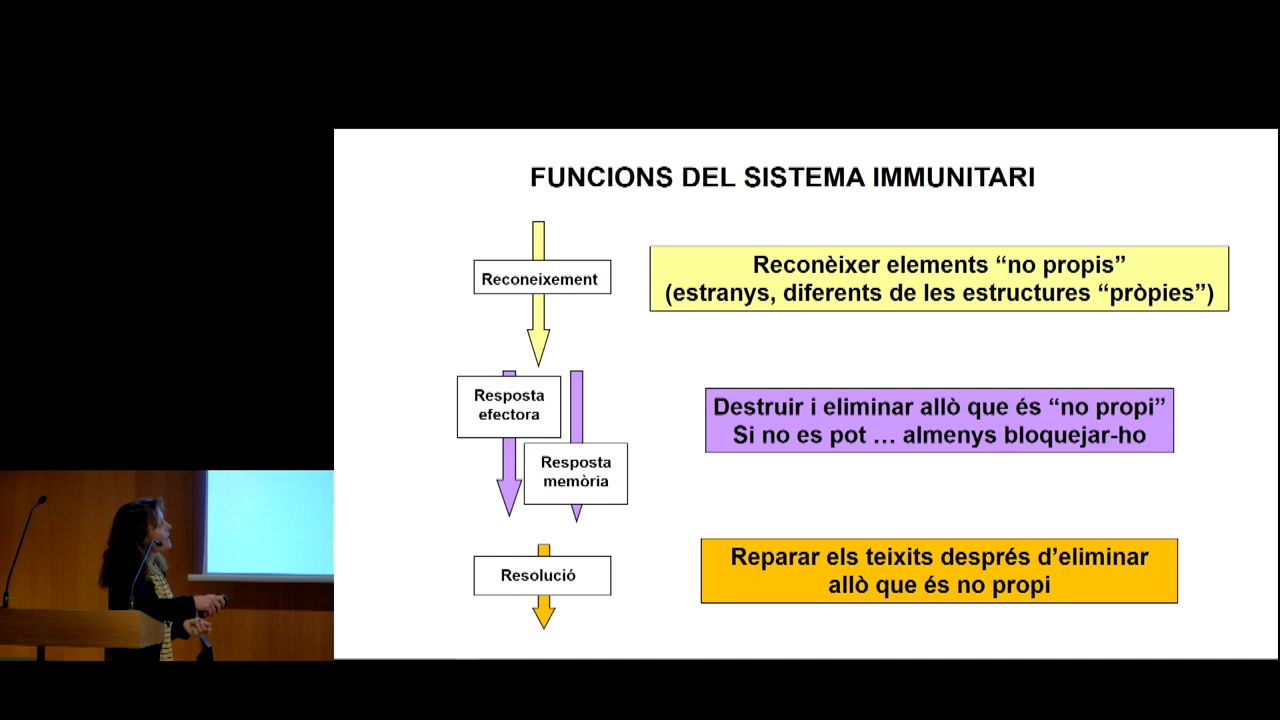 FUNCIONS DEL SISTEMA IMMUNITARI
Reconeixement
Reconèixer elements “no propis”
(estranys, diferents de les estructures “pròpies”)
Resposta
efectora
Resposta
memòria
Destruir i eliminar allò que és “no propi”
Si no es pot … almenys bloquejar-ho
Resolució
Reparar els teixits després d’eliminar
allò que és no propi